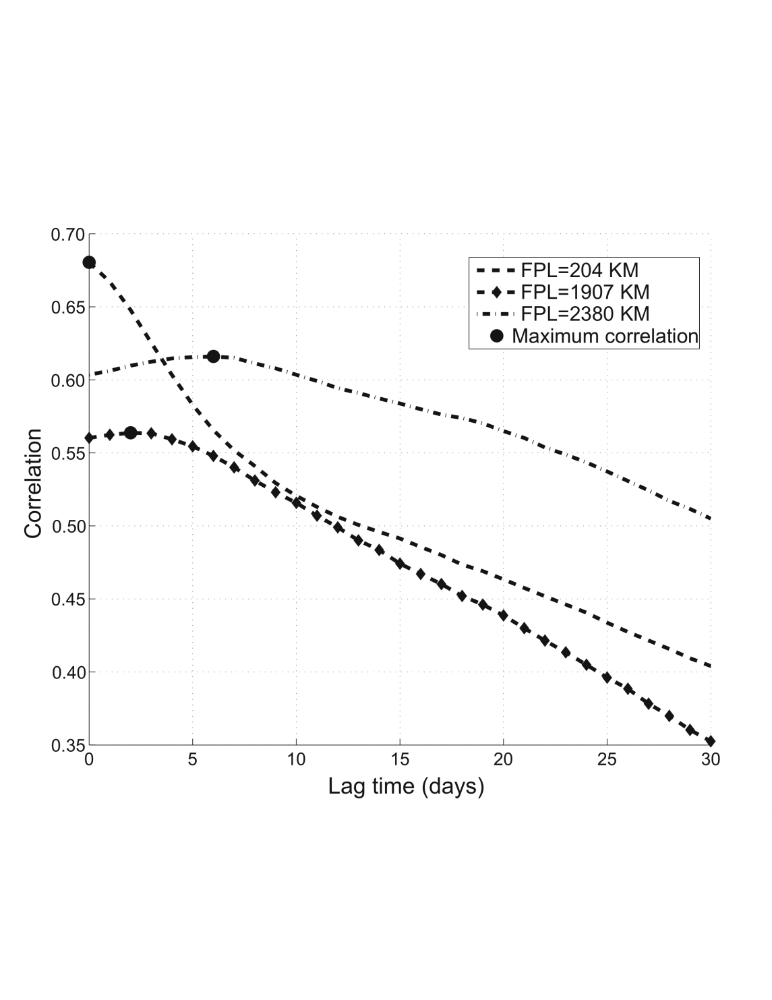 0.70
0.65
0.60
0.55
0.50
0.45
0.40
0.35
Correlation
FPL=204 KM
FPL=1907 KM
FPL=2380 KM
Maximum correlation
0 5 10 15 20 25 30
Lag time (days)